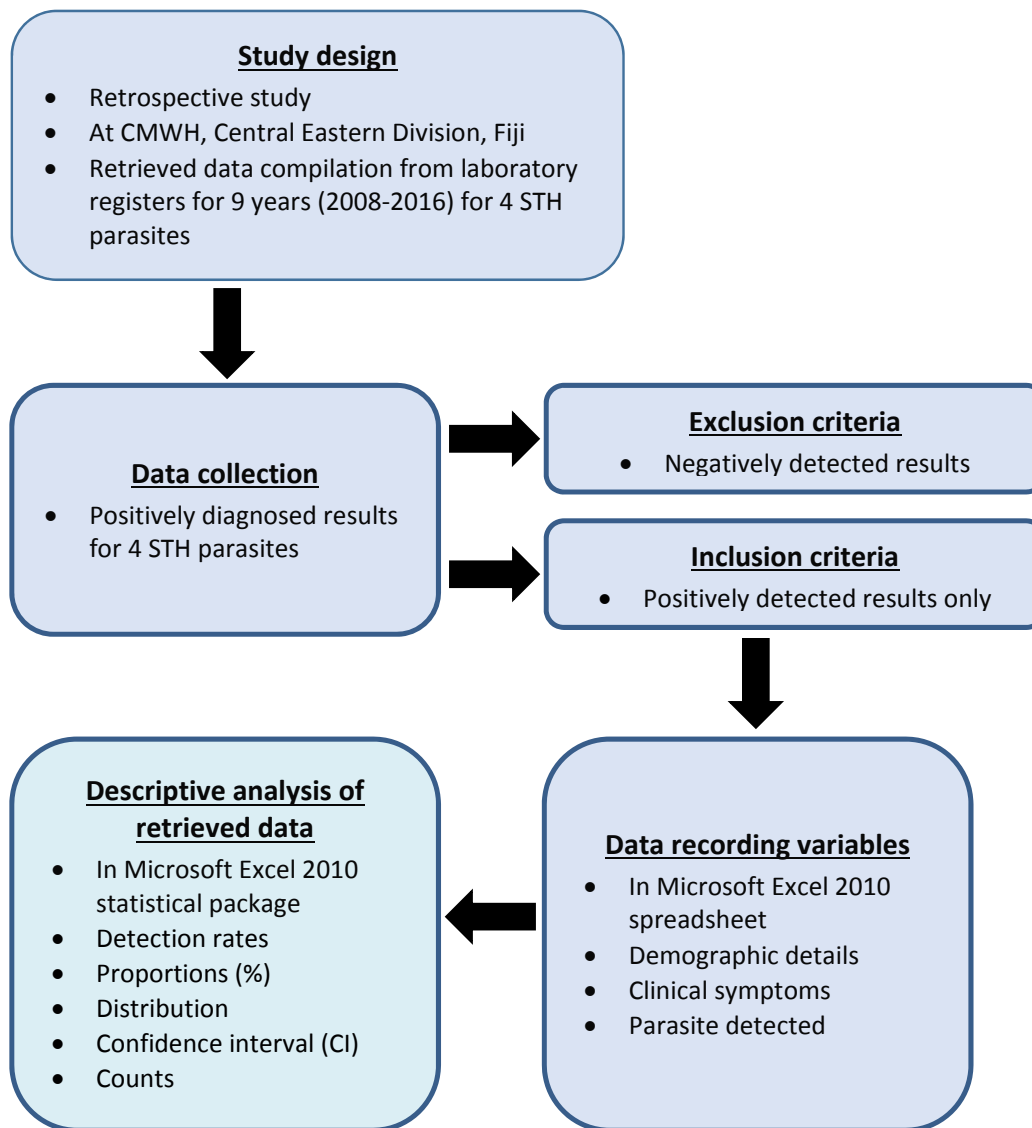 Study design
• Retrospective study
• At CMWH, Central Eastern Division, Fiji
• Retrieved data compilation from laboratory
registers for 9 years (2008-2016) for 4 STH
parasites
Data collection
• Positively diagnosed results
for 4 STH parasites
Exclusion criteria
• Negatively detected results
Inclusion criteria
• Positively detected results only
Data recording variables
• In Microsoft Excel 2010
spreadsheet
• Demographic details
• Clinical symptoms
• Parasite detected
Descriptive analysis of
retrieved data
• In Microsoft Excel 2010
statistical package
• Detection rates
• Proportions (%)
• Distribution
• Confidence interval (CI)
• Counts